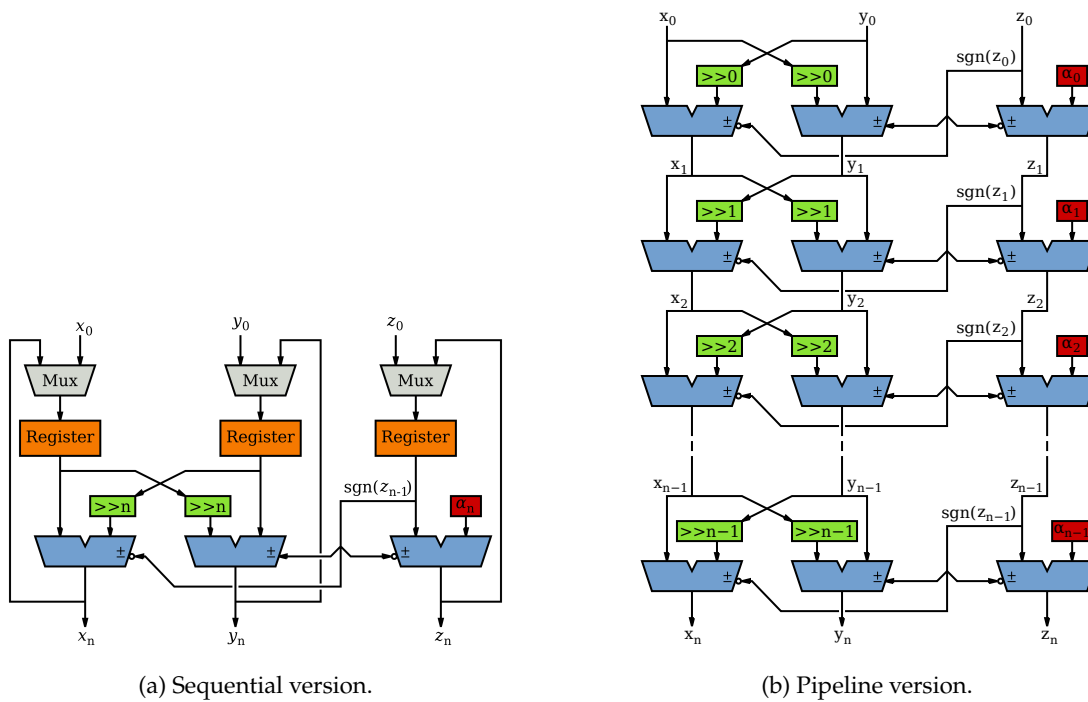 x₀ y₀ z₀
Mux Mux Mux
Register Register Register
sgn(zₙ₋₁)
>>n >>n αₙ
± ± ±
xₙ yₙ zₙ
(a) Sequential version.
x₀ y₀ z₀
sgn(z₀)
>>0 >>0 α₀
± ± ±
x₁ y₁ z₁
sgn(z₁)
>>1 >>1 α₁
± ± ±
x₂ y₂ z₂
sgn(z₂)
>>2 >>2 α₂
± ± ±
xₙ₋₁ yₙ₋₁ zₙ₋₁
sgn(zₙ₋₁)
>>n−1 >>n−1 αₙ₋₁
± ± ±
xₙ yₙ zₙ
(b) Pipeline version.